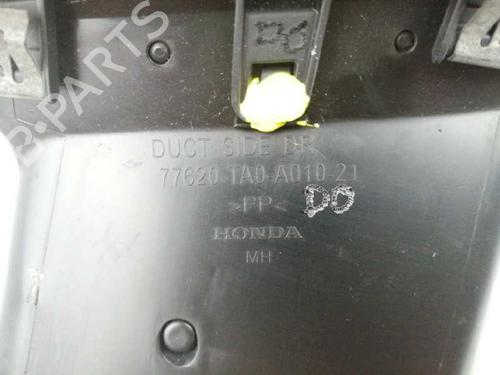 DUCT SIDE DR
77620-TA0-A010-21
>PP< DO
HONDA
MH
B-PARTS